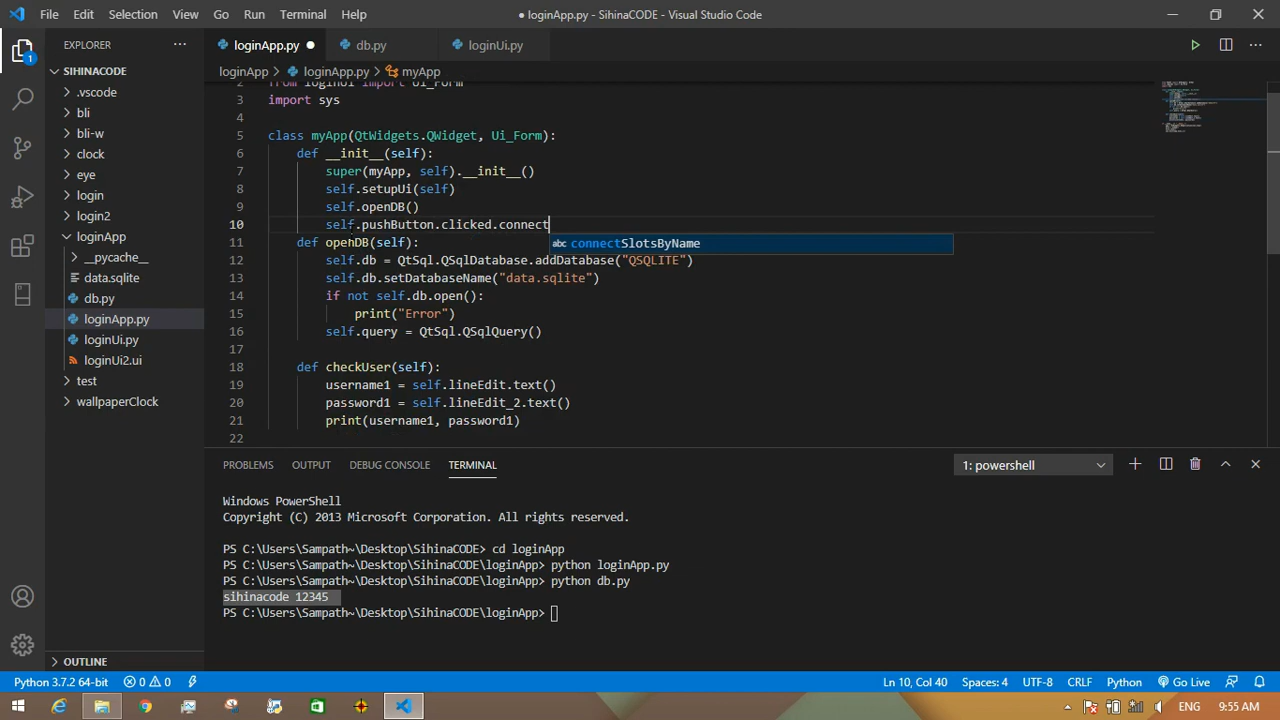 File Edit Selection View Go Run Terminal Help
● loginApp.py - SihinaCODE - Visual Studio Code
EXPLORER
loginApp.py
db.py
loginUi.py
SIHINACODE
.vscode
bli
bli-w
clock
eye
login
login2
loginApp
__pycache__
data.sqlite
db.py
loginApp.py
loginUi.py
loginUi2.ui
test
wallpaperClock
OUTLINE
1
loginApp > loginApp.py > myApp
2 from loginUi import Ui_Form
3 import sys
4
5 class myApp(QtWidgets.QWidget, Ui_Form):
6 def __init__(self):
7 super(myApp, self).__init__()
8 self.setupUi(self)
9 self.openDB()
10 self.pushButton.clicked.connect
abc connectSlotsByName
11 def openDB(self):
12 self.db = QtSql.QSqlDatabase.addDatabase("QSQLITE")
13 self.db.setDatabaseName("data.sqlite")
14 if not self.db.open():
15 print("Error")
16 self.query = QtSql.QSqlQuery()
17
18 def checkUser(self):
19 username1 = self.lineEdit.text()
20 password1 = self.lineEdit_2.text()
21 print(username1, password1)
22
PROBLEMS OUTPUT DEBUG CONSOLE TERMINAL
1: powershell
Windows PowerShell
Copyright (C) 2013 Microsoft Corporation. All rights reserved.
PS C:\Users\Sampath~\Desktop\SihinaCODE> cd loginApp
PS C:\Users\Sampath~\Desktop\SihinaCODE\loginApp> python loginApp.py
PS C:\Users\Sampath~\Desktop\SihinaCODE\loginApp> python db.py
sihinacode 12345
PS C:\Users\Sampath~\Desktop\SihinaCODE\loginApp>
Python 3.7.2 64-bit 0 0
Ln 10, Col 40 Spaces: 4 UTF-8 CRLF Python Go Live
ENG 9:55 AM